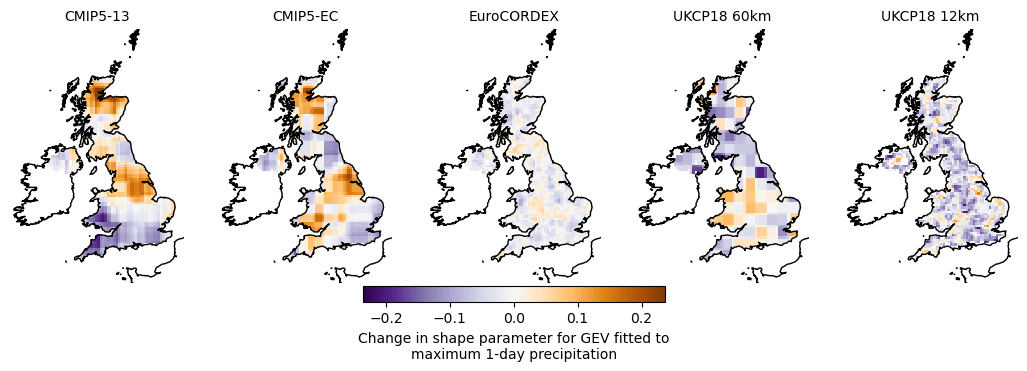 CMIP5-13
CMIP5-EC
EuroCORDEX
UKCP18 60km
UKCP18 12km
−0.2
−0.1
0.0
0.1
0.2
Change in shape parameter for GEV fitted to
maximum 1-day precipitation